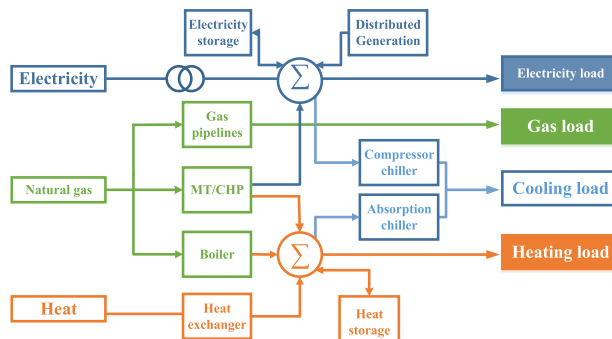 Electricity
storage
Distributed
Generation
Electricity
Σ
Electricity load
Gas
pipelines
Gas load
Compressor
chiller
Natural gas
MT/CHP
Cooling load
Absorption
chiller
Boiler
Σ
Heating load
Heat
Heat
exchanger
Heat
storage